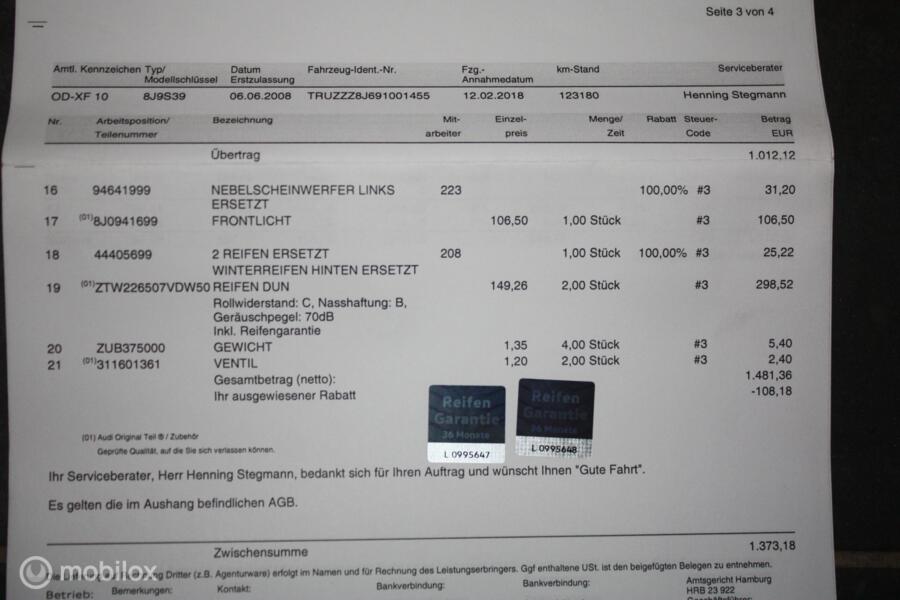 Seite 3 von 4
Amtl. Kennzeichen Typ/ Datum Fahrzeug-Ident.-Nr. Fzg.- km-Stand Serviceberater
Modellschlüssel Erstzulassung Annahmedatum
OD-XF 10 8J9S39 06.06.2008 TRUZZZ8J691001455 12.02.2018 123180 Henning Stegmann
Nr. Arbeitsposition/ Bezeichnung Mit- Einzel- Menge/ Rabatt Steuer- Betrag
Teilenummer arbeiter preis Zeit Code EUR
Übertrag 1.012,12
16 94641999 NEBELSCHEINWERFER LINKS 223 100,00% #3 31,20
ERSETZT
17 (01)8J0941699 FRONTLICHT 106,50 1,00 Stück #3 106,50
18 44405699 2 REIFEN ERSETZT 208 1,00 Stück 100,00% #3 25,22
WINTERREIFEN HINTEN ERSETZT
19 (01)ZTW226507VDW50 REIFEN DUN 149,26 2,00 Stück #3 298,52
Rollwiderstand: C, Nasshaftung: B,
Geräuschpegel: 70dB
Inkl. Reifengarantie
20 ZUB375000 GEWICHT 1,35 4,00 Stück #3 5,40
21 (01)311601361 VENTIL 1,20 2,00 Stück #3 2,40
Gesamtbetrag (netto): 1.481,36
Ihr ausgewiesener Rabatt -108,18
Reifen Garantie 36 Monate L 0995647
Reifen Garantie 36 Monate L 0995648
(01) Audi Original Teil ® / Zubehör
Geprüfte Qualität, auf die Sie sich verlassen können.
Ihr Serviceberater, Herr Henning Stegmann, bedankt sich für Ihren Auftrag und wünscht Ihnen "Gute Fahrt".
Es gelten die im Aushang befindlichen AGB.
Zwischensumme 1.373,18
Dritter (z.B. Agenturware) erfolgt im Namen und für Rechnung des Leistungserbringers. Ggf enthaltene USt. ist den beigefügten Belegen zu entnehmen.
Betrieb: Bemerkungen: Kontakt: Bankverbindung: Bankverbindung: Amtsgericht Hamburg
HRB 23 922
mobilox